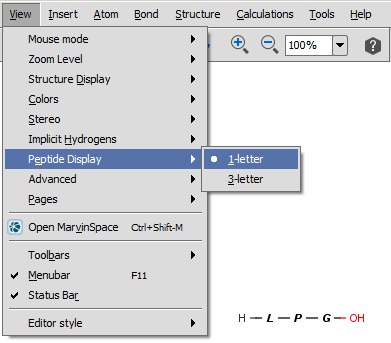 View Insert Atom Bond Structure Calculations Tools Help
Mouse mode
Zoom Level
100%
Structure Display
Colors
Stereo
Implicit Hydrogens
Peptide Display
1-letter
Advanced
3-letter
Pages
Open MarvinSpace Ctrl+Shift-M
Toolbars
Menubar F11
Status Bar
Editor style
H L P G OH